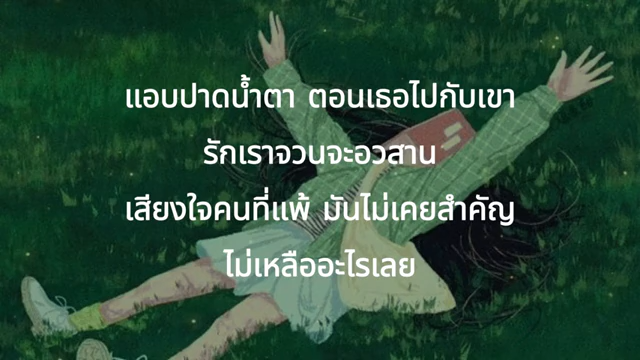 แอบปาดน้ำตา ตอนเธอไปกับเขา
รักเราจวนจะอวสาน
เสียงใจคนที่แพ้ มันไม่เคยสำคัญ
ไม่เหลืออะไรเลย